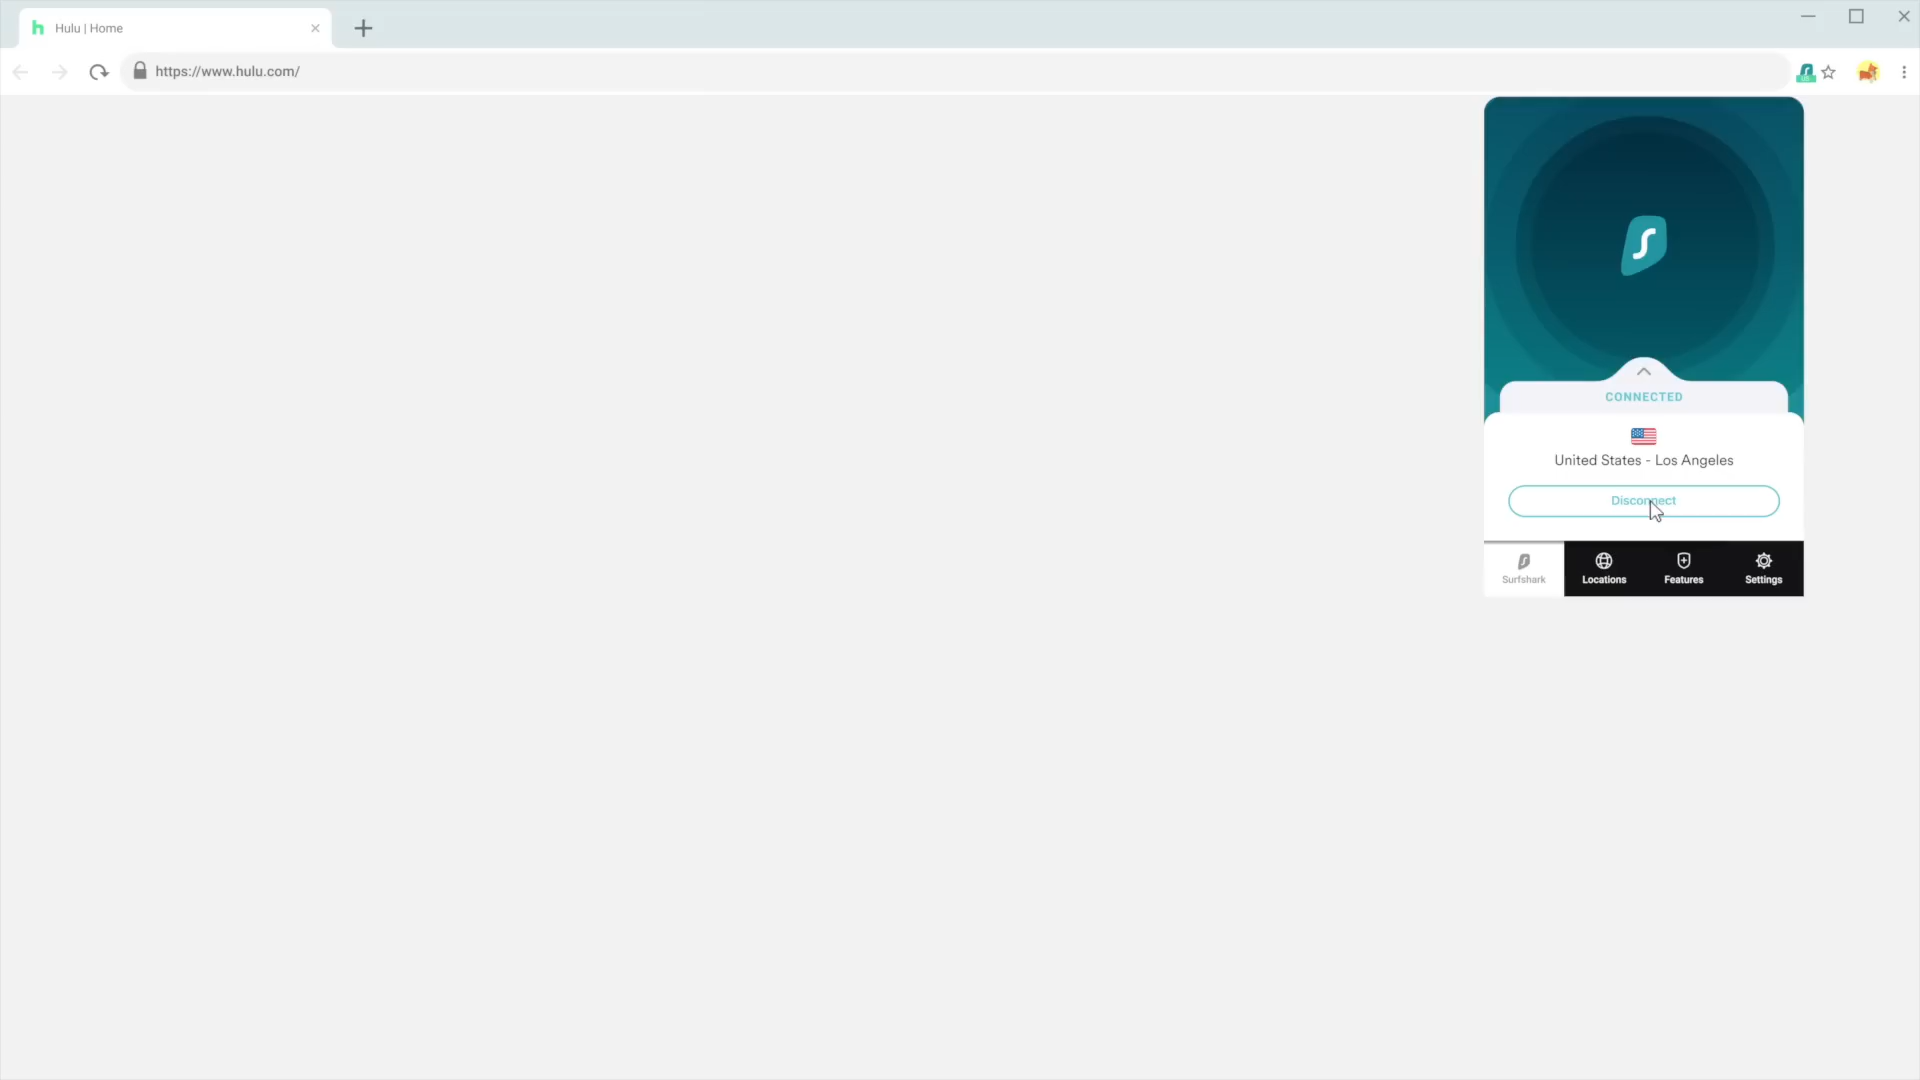 Hulu | Home
https://www.hulu.com/
CONNECTED
United States - Los Angeles
Disconnect
Surfshark
Locations
Features
Settings